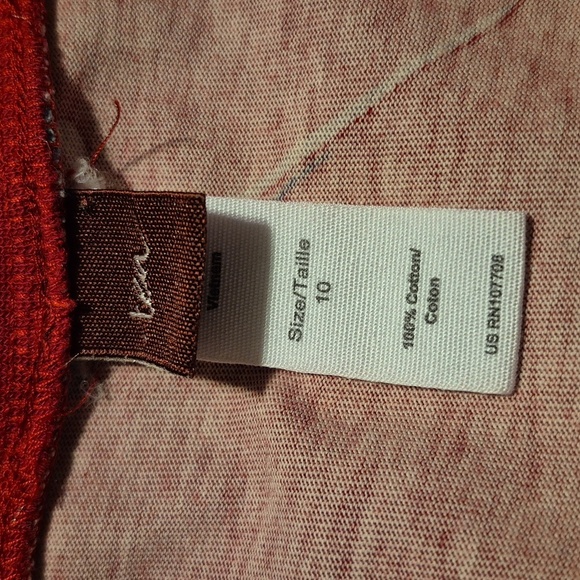 Size/Taille
10
100% Cotton/
Coton
US RN107708